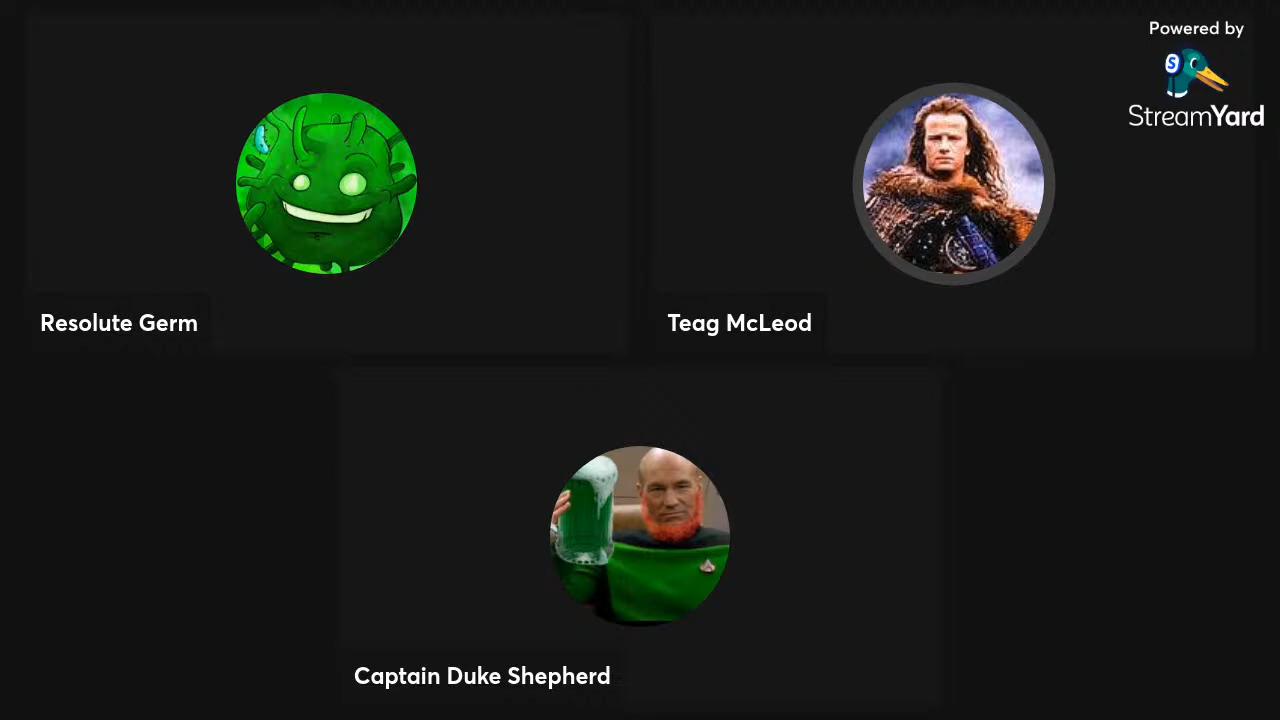 Powered by
StreamYard
Resolute Germ
Teag McLeod
Captain Duke Shepherd